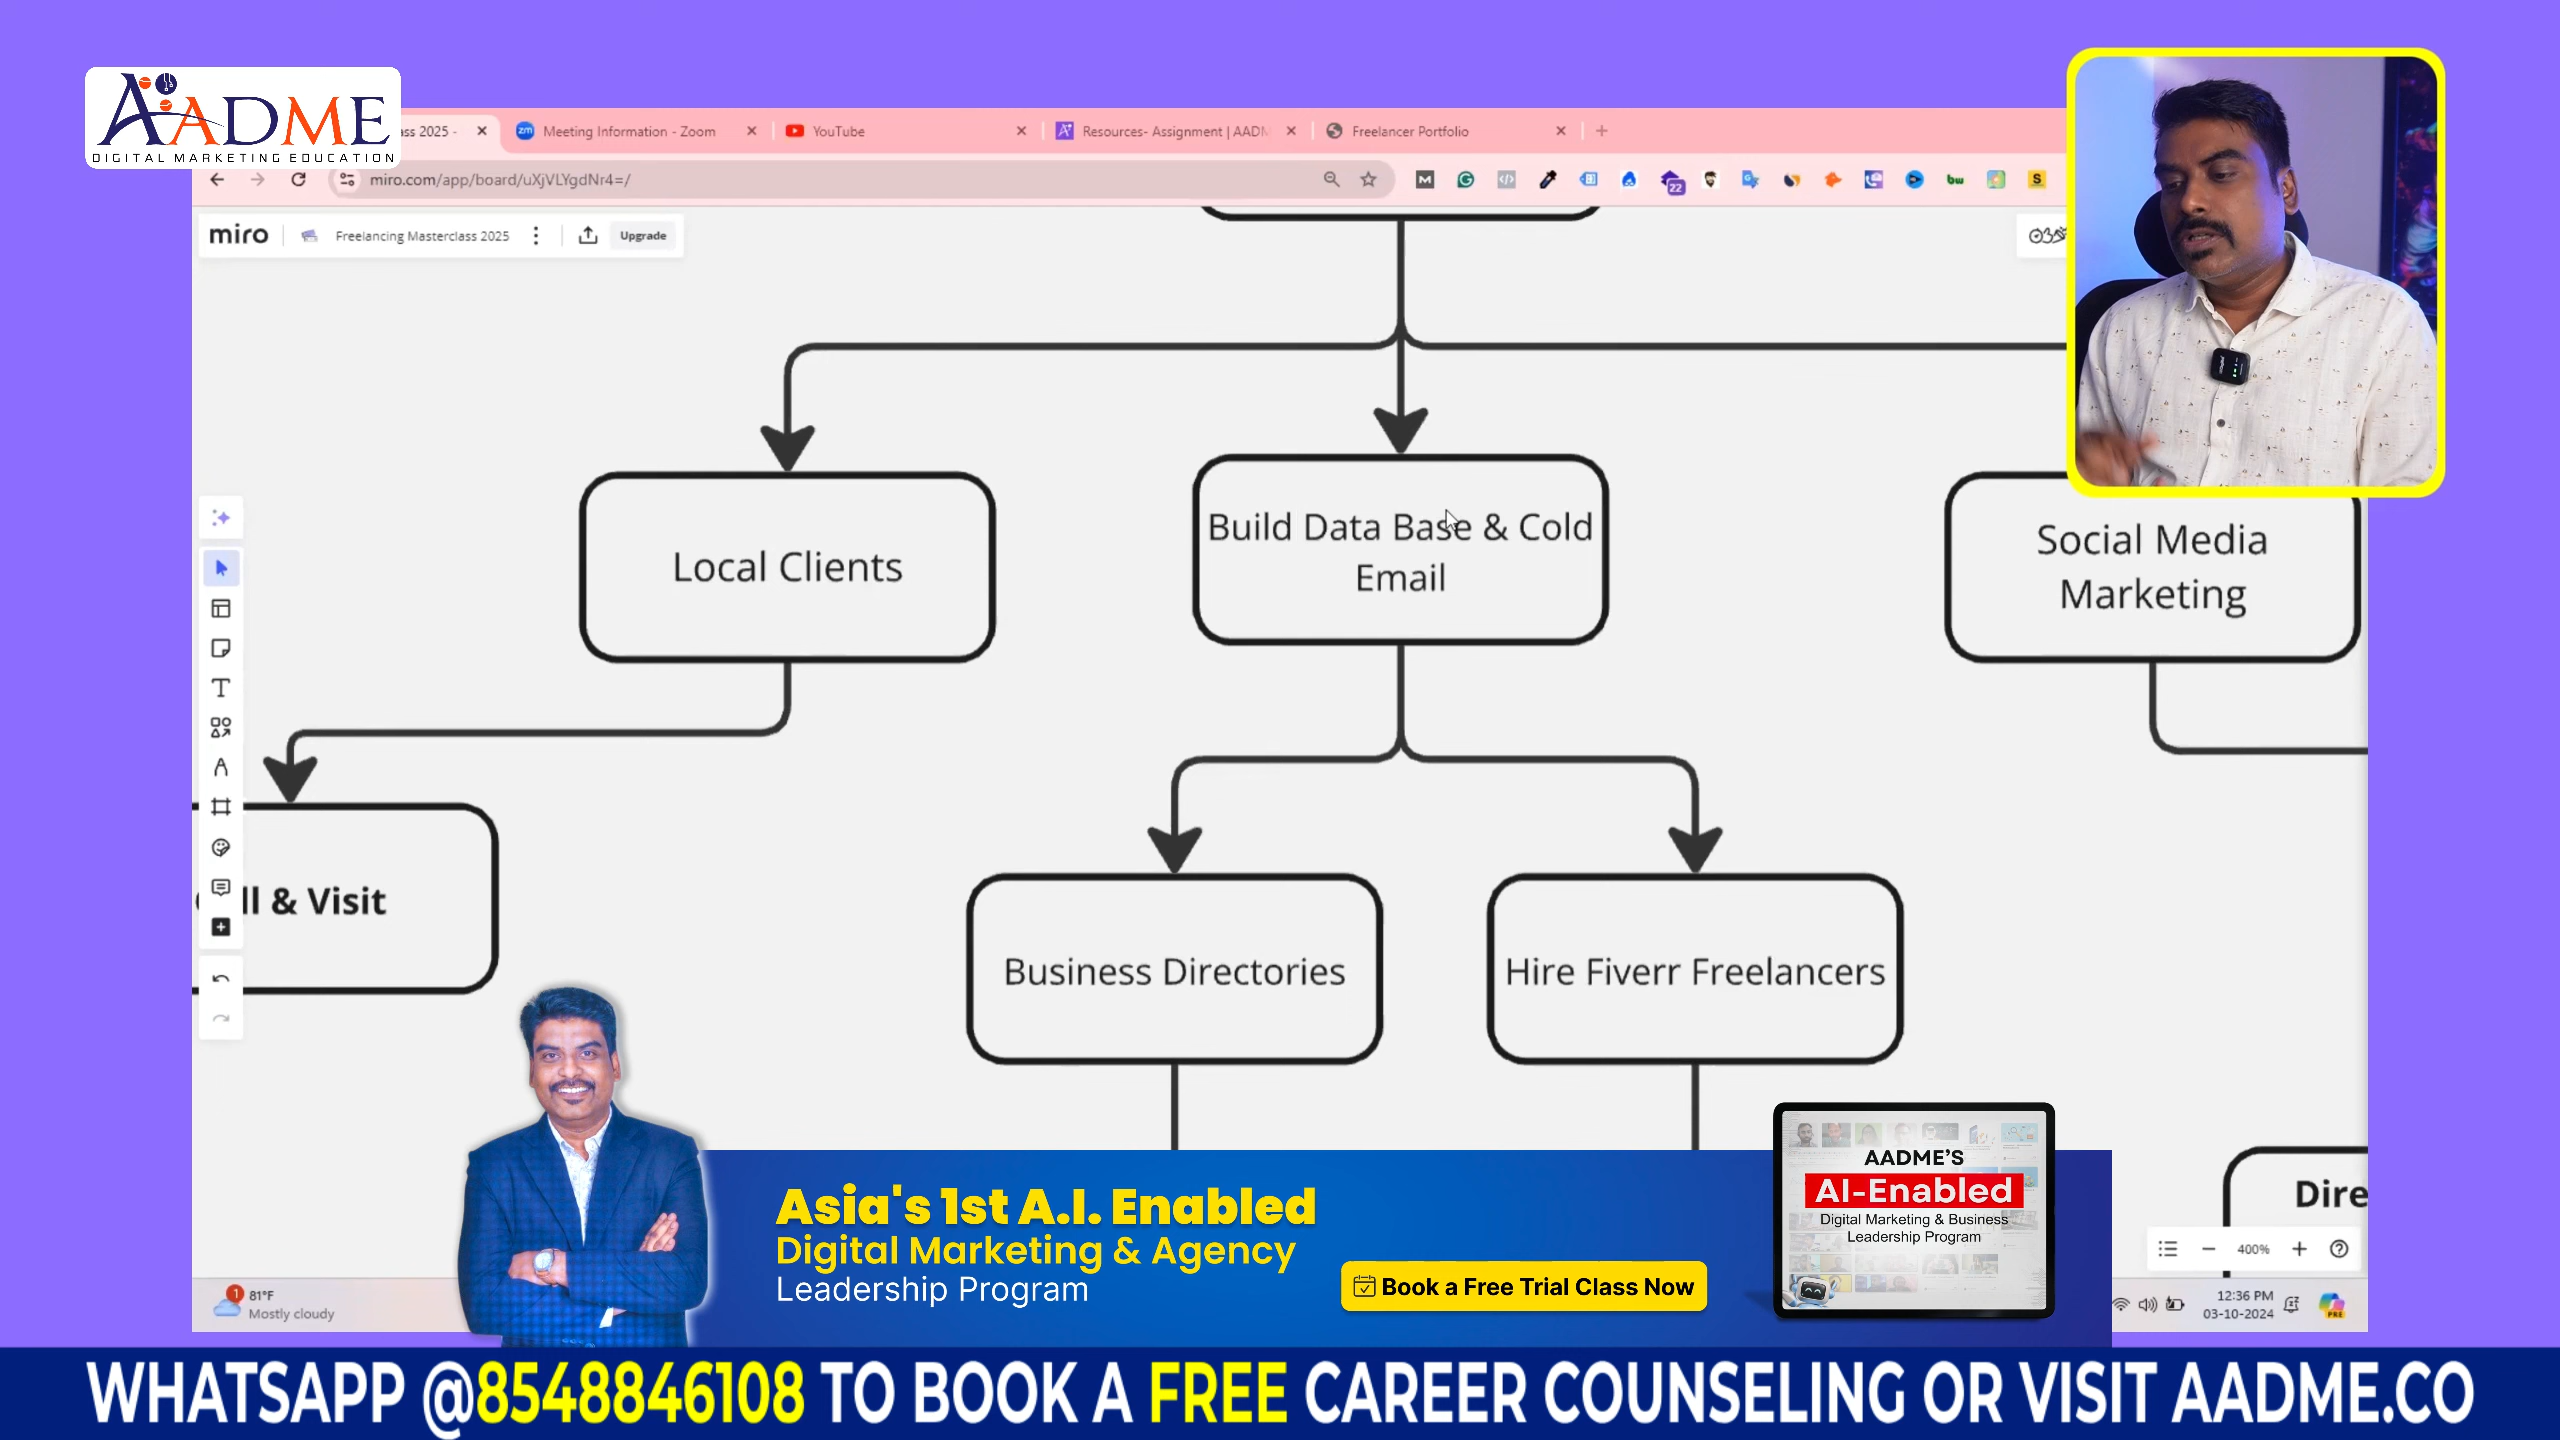 AADME
DIGITAL MARKETING EDUCATION
ass 2025 -
Meeting Information - Zoom
YouTube
Resources- Assignment | AADM
Freelancer Portfolio
miro.com/app/board/uXjVLYgdNr4=/
miro
Freelancing Masterclass 2025
Upgrade
Local Clients
Build Data Base & Cold
Email
Social Media
Marketing
ll & Visit
Business Directories
Hire Fiverr Freelancers
Dire
400%
Asia's 1st A.I. Enabled
Digital Marketing & Agency
Leadership Program
Book a Free Trial Class Now
AADME'S
AI-Enabled
Digital Marketing & Business
Leadership Program
1
81°F
Mostly cloudy
12:36 PM
03-10-2024
WHATSAPP @8548846108 TO BOOK A FREE CAREER COUNSELING OR VISIT AADME.CO